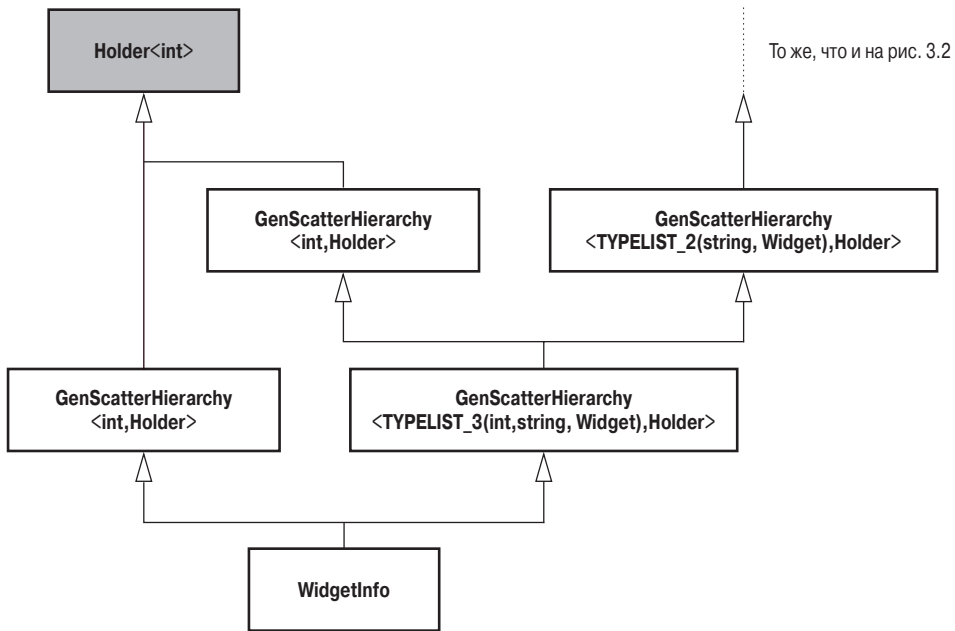 Holder<int>
То же, что и на рис. 3.2
GenScatterHierarchy
<int,Holder>
GenScatterHierarchy
<TYPELIST_2(string, Widget),Holder>
GenScatterHierarchy
<int,Holder>
GenScatterHierarchy
<TYPELIST_3(int,string, Widget),Holder>
WidgetInfo